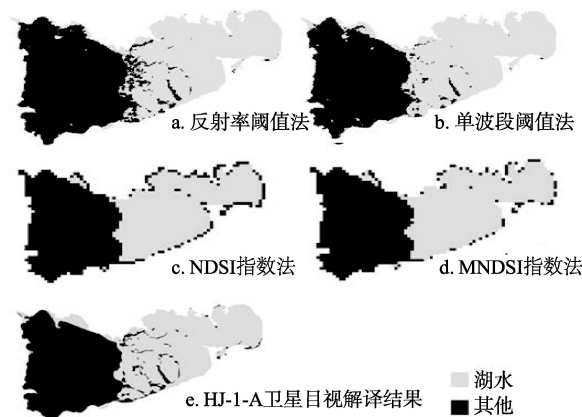 a. 反射率阈值法
b. 单波段阈值法
c. NDSI指数法
d. MNDSI指数法
e. HJ-1-A卫星目视解译结果
湖水
其他